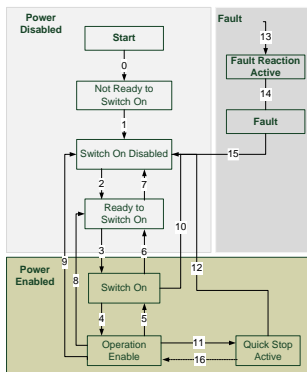 Power
Disabled
Fault
Start
13
0
Fault Reaction
Active
Not Ready to
Switch On
14
1
Fault
Switch On Disabled
15
2
7
Ready to
Switch On
10
3
6
9
8
12
Power
Enabled
Switch On
4
5
11
Operation
Enable
16
Quick Stop
Active